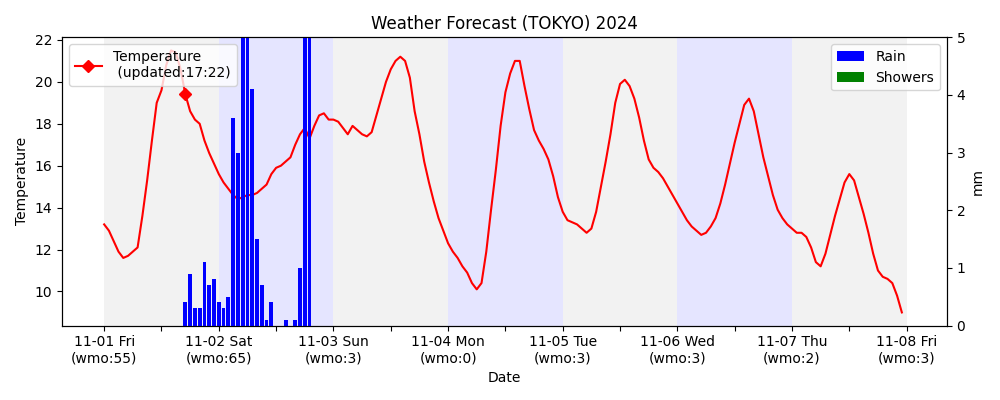 Weather Forecast (TOKYO) 2024
Temperature
(updated:17:22)
Rain
Showers
22
20
18
16
14
12
10
Temperature
5
4
3
2
1
0
mm
11-01 Fri
(wmo:55)
11-02 Sat
(wmo:65)
11-03 Sun
(wmo:3)
11-04 Mon
(wmo:0)
11-05 Tue
(wmo:3)
11-06 Wed
(wmo:3)
11-07 Thu
(wmo:2)
11-08 Fri
(wmo:3)
Date